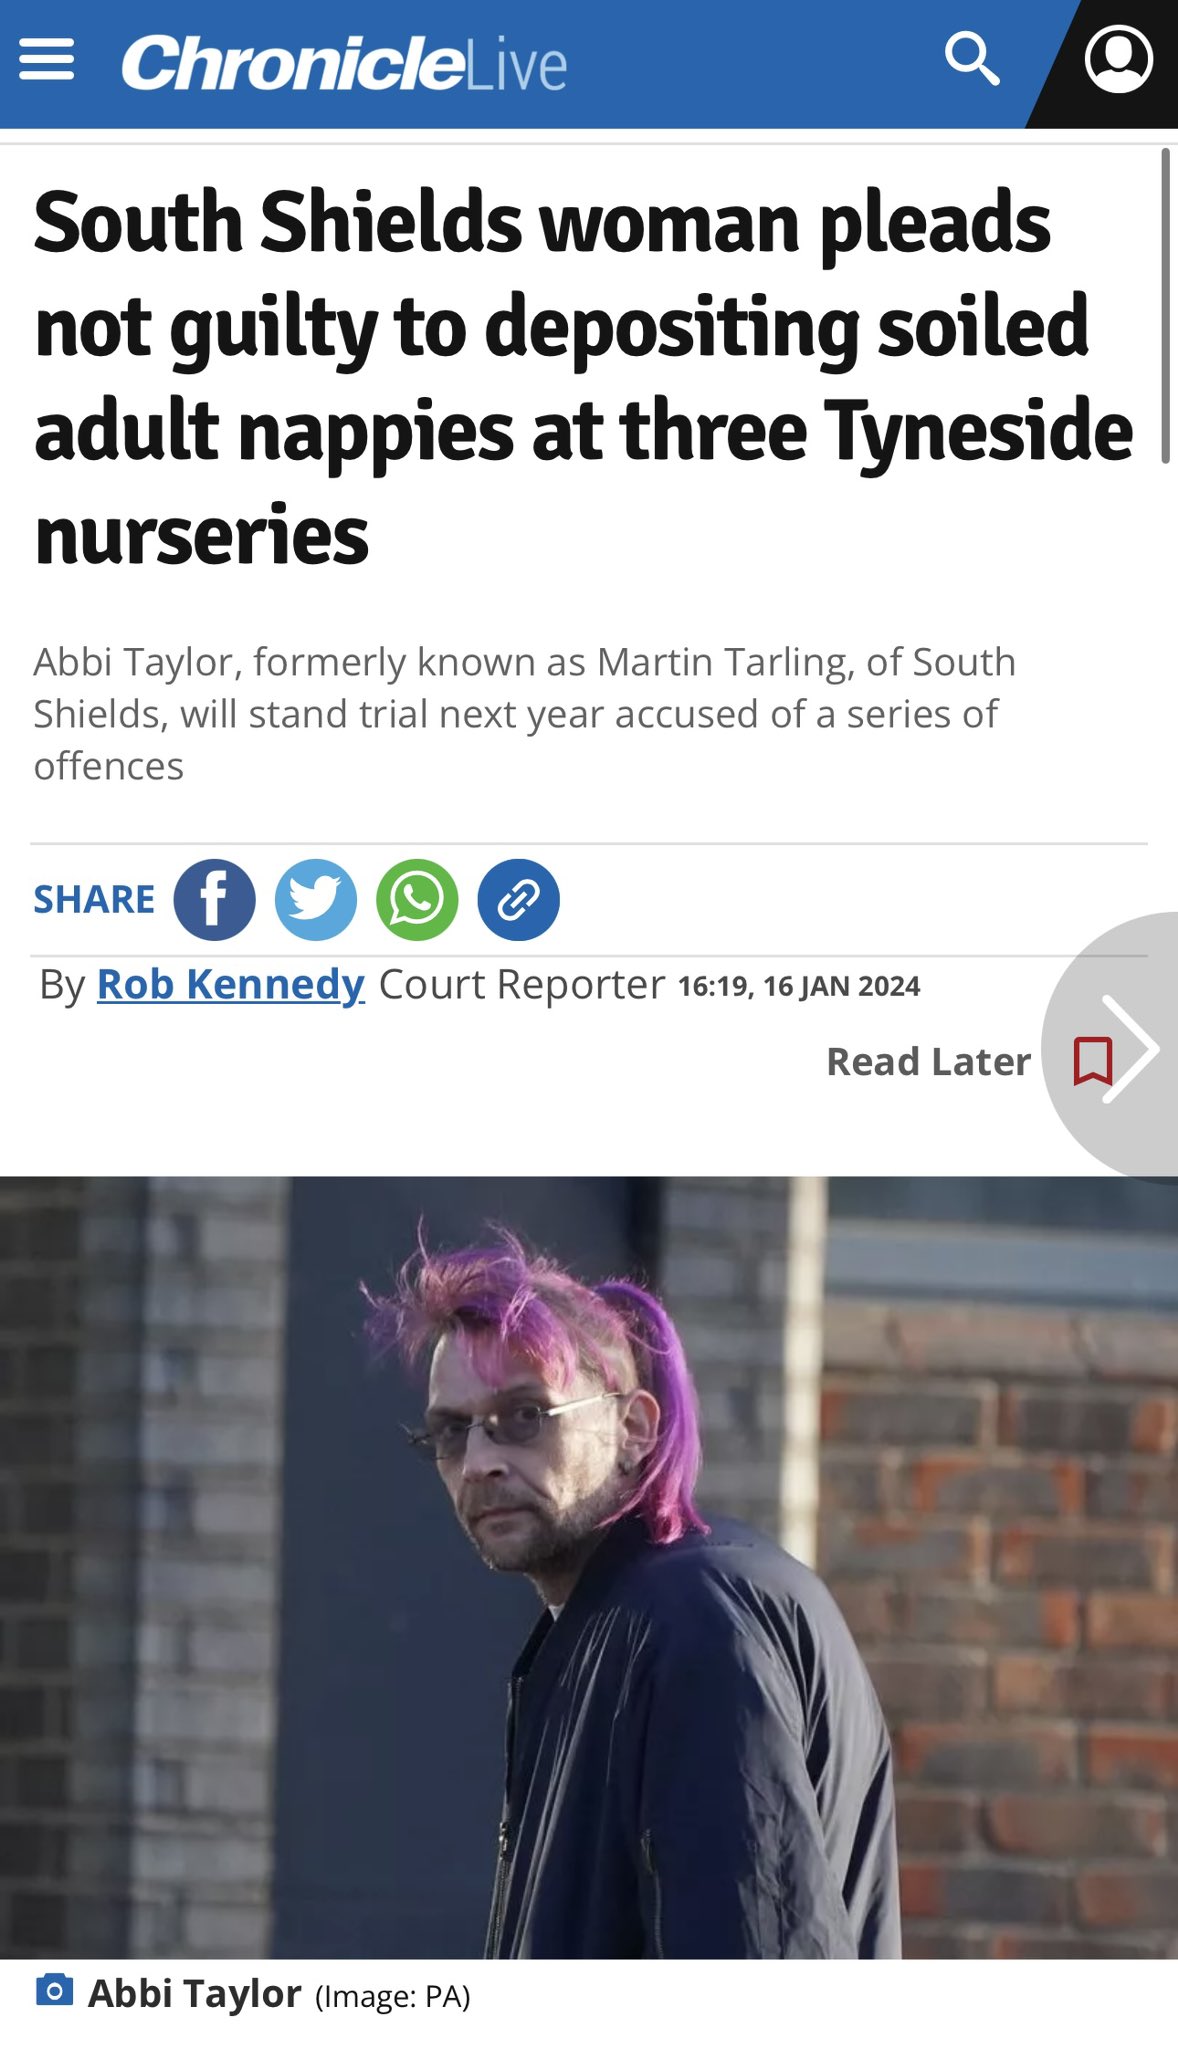 ChronicleLive
South Shields woman pleads
not guilty to depositing soiled
adult nappies at three Tyneside
nurseries
Abbi Taylor, formerly known as Martin Tarling, of South
Shields, will stand trial next year accused of a series of
offences
SHARE
By Rob Kennedy Court Reporter 16:19, 16 JAN 2024
Read Later
Abbi Taylor (Image: PA)